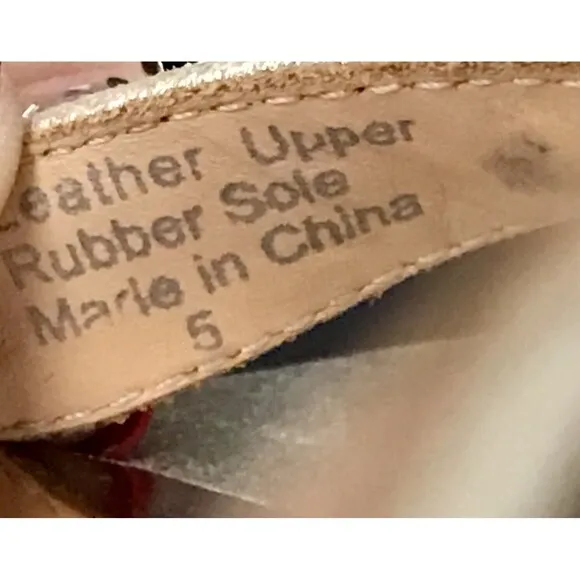 Leather Upper
Rubber Sole
Made in China
5